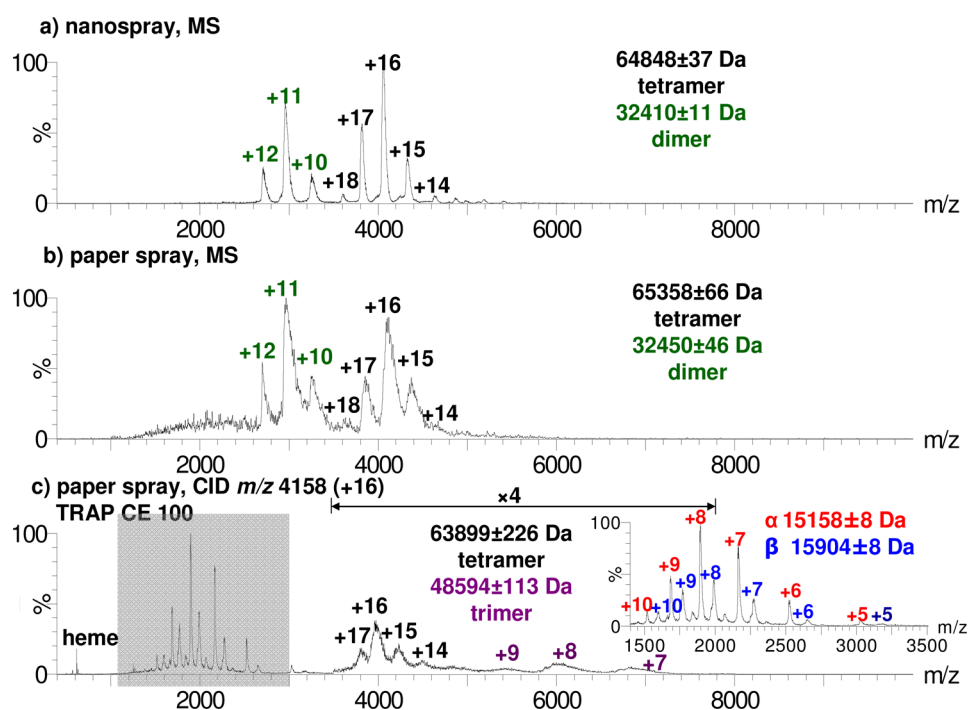 a) nanospray, MS
100
%
0
+12
+11
+10
+18
+17
+16
+15
+14
64848±37 Da
tetramer
32410±11 Da
dimer
2000
4000
6000
8000
m/z
b) paper spray, MS
100
%
0
+12
+11
+10
+18
+17
+16
+15
+14
65358±66 Da
tetramer
32450±46 Da
dimer
2000
4000
6000
8000
m/z
c) paper spray, CID m/z 4158 (+16)
TRAP CE 100
×4
100
%
0
heme
+17
+16
+15
+14
+9
+8
+7
63899±226 Da
tetramer
48594±113 Da
trimer
2000
4000
6000
8000
m/z
100
%
0
+10
+10
+9
+9
+8
+8
+7
+7
+6
+6
+5
+5
α 15158±8 Da
β 15904±8 Da
1500
2000
2500
3000
3500
m/z